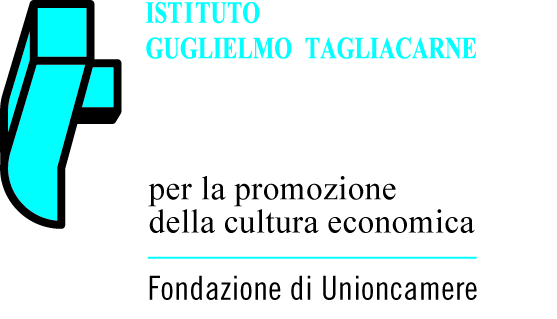 ISTITUTO
GUGLIELMO TAGLIACARNE
per la promozione
della cultura economica
Fondazione di Unioncamere